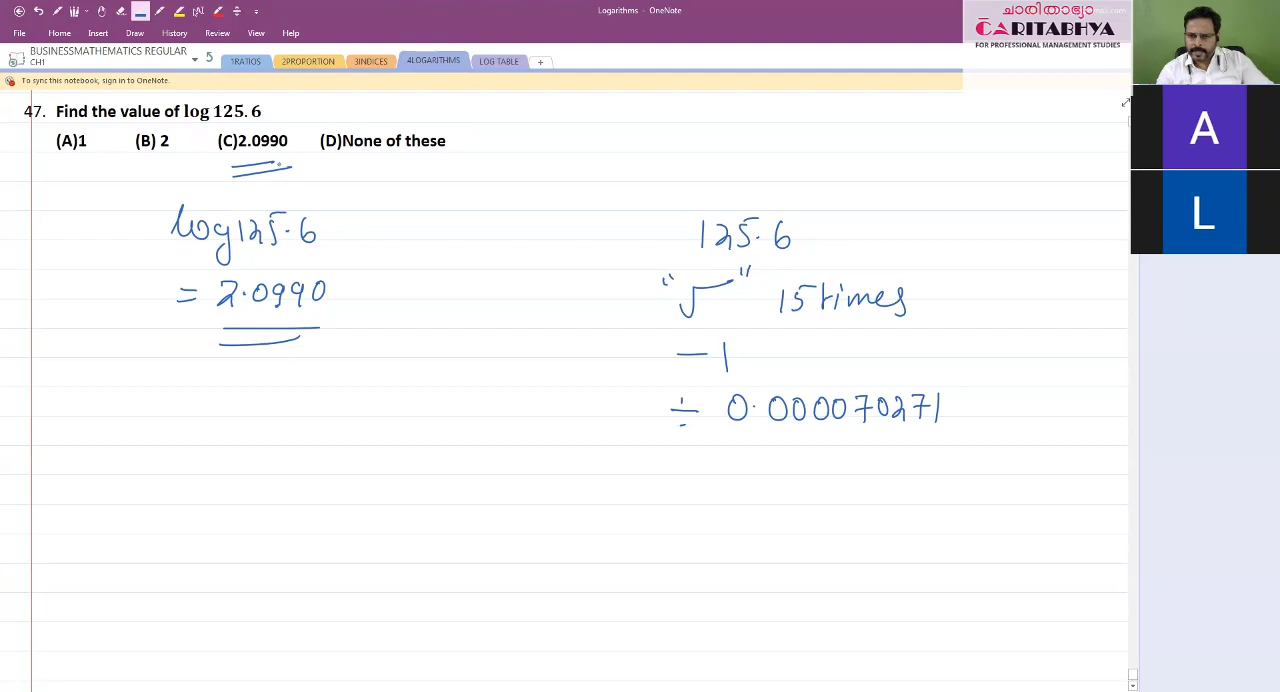 Logarithms - OneNote
ചാരിതാഭ്യാ
CARITABHYA
FOR PROFESSIONAL MANAGEMENT STUDIES
File Home Insert Draw History Review View Help
BUSINESSMATHEMATICS REGULAR
CH1
1RATIOS 2PROPORTION 3INDICES 4LOGARITHMS LOG TABLE +
To sync this notebook, sign in to OneNote.
47. Find the value of log 125.6
(A)1 (B) 2 (C)2.0990 (D)None of these
log 125.6
= 2.0990
125.6
"√" 15 times
- 1
÷ 0.000070271
A
L